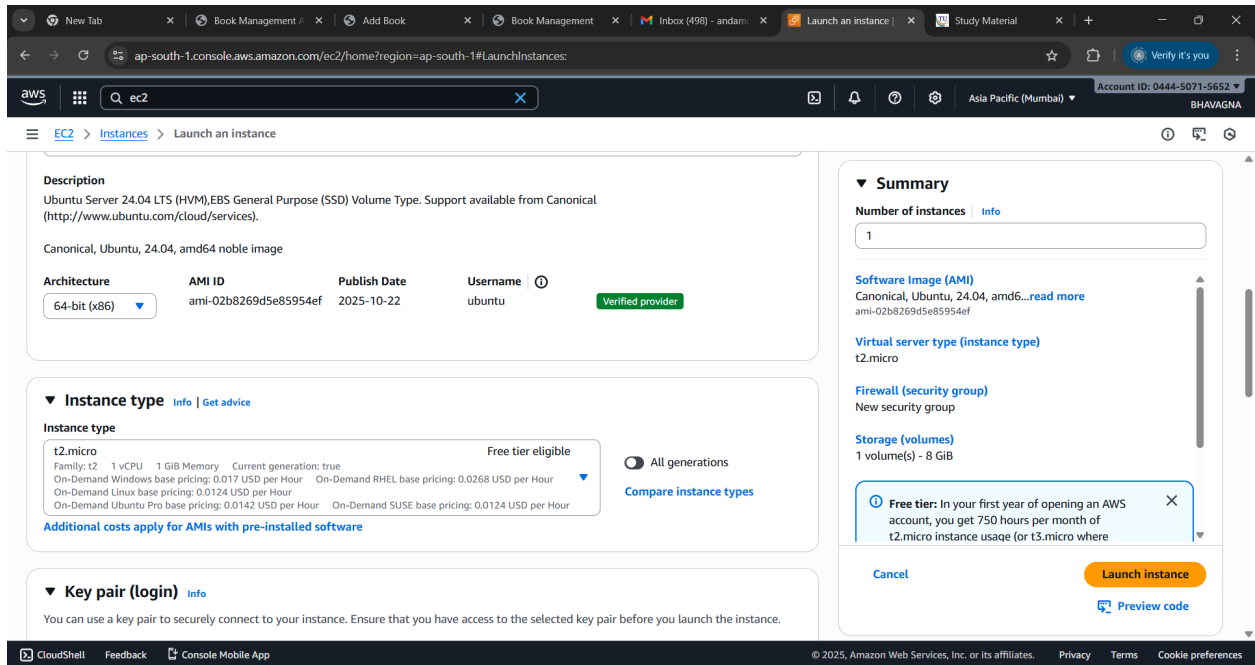 New Tab
Book Management A
Add Book
Book Management
Inbox (498) - andamc
Launch an instance |
Study Material
ap-south-1.console.aws.amazon.com/ec2/home?region=ap-south-1#LaunchInstances:
Verify it's you
aws
ec2
Asia Pacific (Mumbai)
Account ID: 0444-5071-5652
BHAVAGNA
EC2 > Instances > Launch an instance
Description
Ubuntu Server 24.04 LTS (HVM),EBS General Purpose (SSD) Volume Type. Support available from Canonical
(http://www.ubuntu.com/cloud/services).
Canonical, Ubuntu, 24.04, amd64 noble image
Architecture AMI ID Publish Date Username
64-bit (x86) ami-02b8269d5e85954ef 2025-10-22 ubuntu Verified provider
Instance type Info | Get advice
Instance type
t2.micro Free tier eligible
Family: t2 1 vCPU 1 GiB Memory Current generation: true
On-Demand Windows base pricing: 0.017 USD per Hour On-Demand RHEL base pricing: 0.0268 USD per Hour
On-Demand Linux base pricing: 0.0124 USD per Hour
On-Demand Ubuntu Pro base pricing: 0.0142 USD per Hour On-Demand SUSE base pricing: 0.0124 USD per Hour
All generations
Compare instance types
Additional costs apply for AMIs with pre-installed software
Key pair (login) Info
You can use a key pair to securely connect to your instance. Ensure that you have access to the selected key pair before you launch the instance.
Summary
Number of instances Info
1
Software Image (AMI)
Canonical, Ubuntu, 24.04, amd6...read more
ami-02b8269d5e85954ef
Virtual server type (instance type)
t2.micro
Firewall (security group)
New security group
Storage (volumes)
1 volume(s) - 8 GiB
Free tier: In your first year of opening an AWS
account, you get 750 hours per month of
t2.micro instance usage (or t3.micro where
Cancel
Launch instance
Preview code
CloudShell Feedback Console Mobile App
© 2025, Amazon Web Services, Inc. or its affiliates. Privacy Terms Cookie preferences